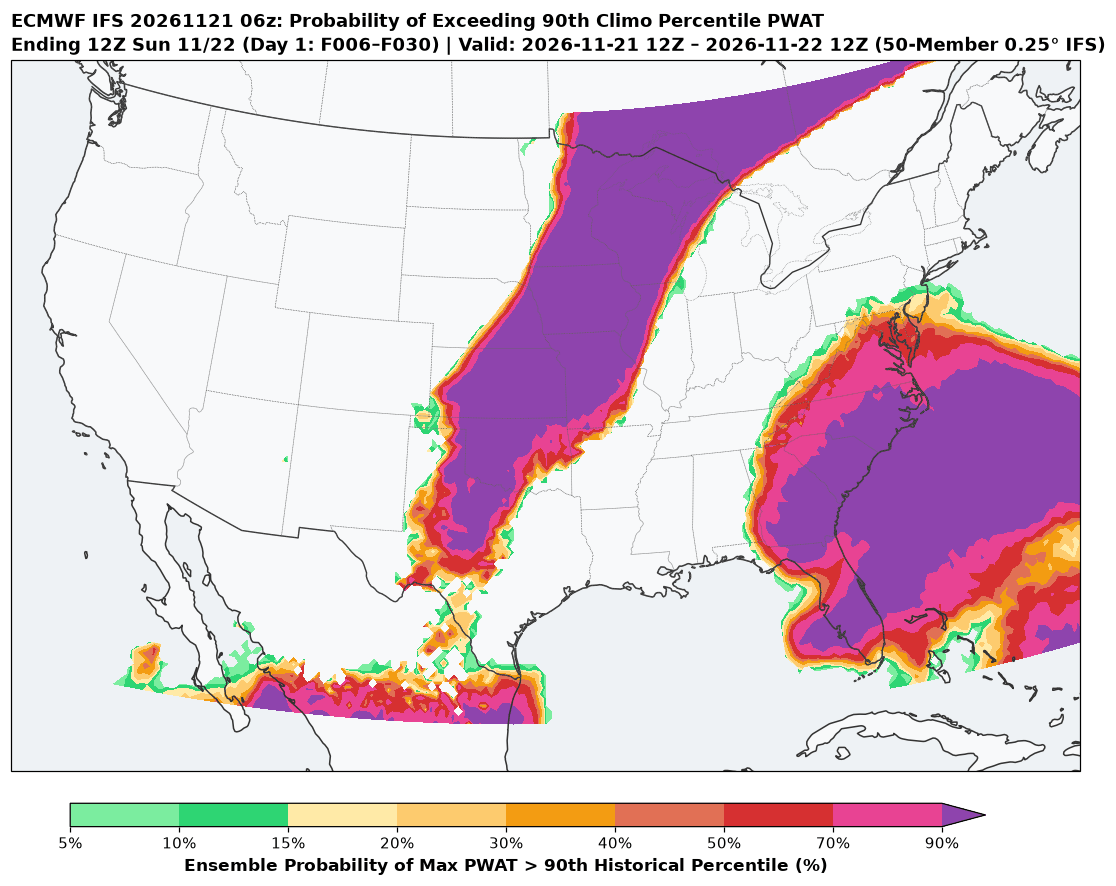 ECMWF IFS 20261121 06z: Probability of Exceeding 90th Climo Percentile PWAT
Ending 12Z Sun 11/22 (Day 1: F006–F030) | Valid: 2026-11-21 12Z – 2026-11-22 12Z (50-Member 0.25° IFS)
5% 10% 15% 20% 30% 40% 50% 70% 90%
Ensemble Probability of Max PWAT > 90th Historical Percentile (%)